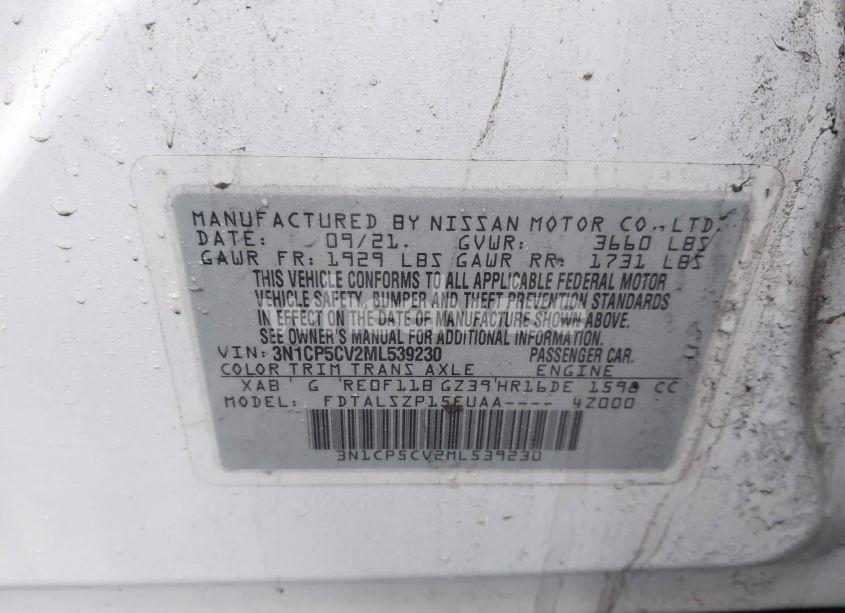 MANUFACTURED BY NISSAN MOTOR CO., LTD.
DATE: 09/21. GVWR: 3660 LBS
GAWR FR: 1929 LBS GAWR RR: 1731 LBS
THIS VEHICLE CONFORMS TO ALL APPLICABLE FEDERAL MOTOR
VEHICLE SAFETY, BUMPER AND THEFT PREVENTION STANDARDS
IN EFFECT ON THE DATE OF MANUFACTURE SHOWN ABOVE.
SEE OWNER'S MANUAL FOR ADDITIONAL INFORMATION.
VIN: 3N1CP5CV2ML539230 PASSENGER CAR.
COLOR TRIM TRANS AXLE ENGINE
XAB G RE0F11B GZ39 HR16DE 1598 CC
MODEL: FDTALSZP15EUAA---- 4Z000
3N1CP5CV2ML539230